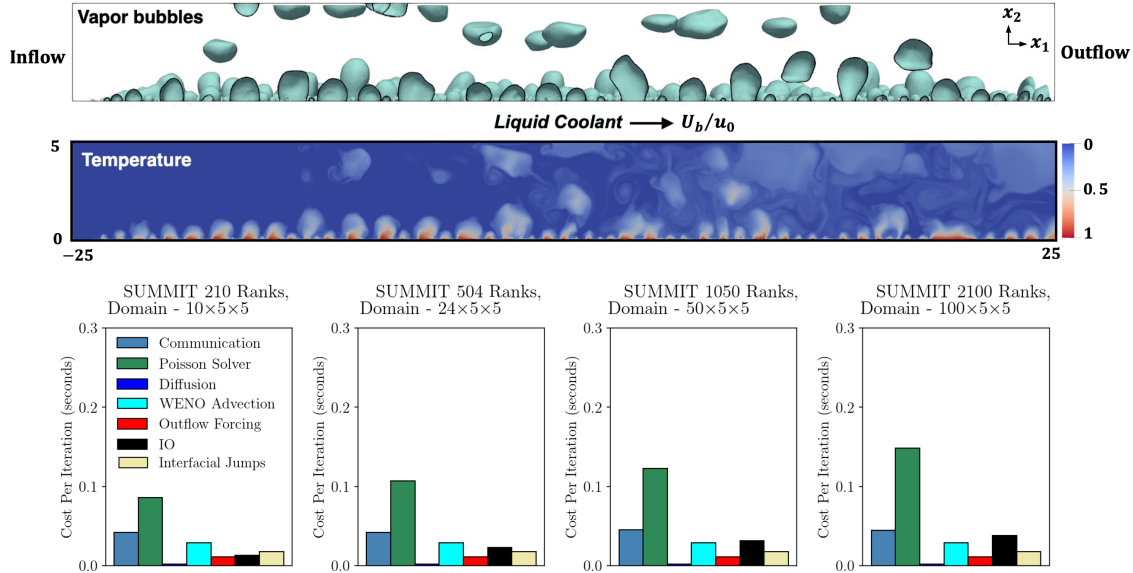 Vapor bubbles
x₂
x₁
Inflow
Outflow
Liquid Coolant → U_b/u₀
5
Temperature
0
0.5
1
0
−25
25
SUMMIT 210 Ranks,
Domain - 10×5×5
SUMMIT 504 Ranks,
Domain - 24×5×5
SUMMIT 1050 Ranks,
Domain - 50×5×5
SUMMIT 2100 Ranks,
Domain - 100×5×5
Cost Per Iteration (seconds)
0.3
0.2
0.1
0.0
Communication
Poisson Solver
Diffusion
WENO Advection
Outflow Forcing
IO
Interfacial Jumps
Cost Per Iteration (seconds)
0.3
0.2
0.1
0.0
Cost Per Iteration (seconds)
0.3
0.2
0.1
0.0
Cost Per Iteration (seconds)
0.3
0.2
0.1
0.0